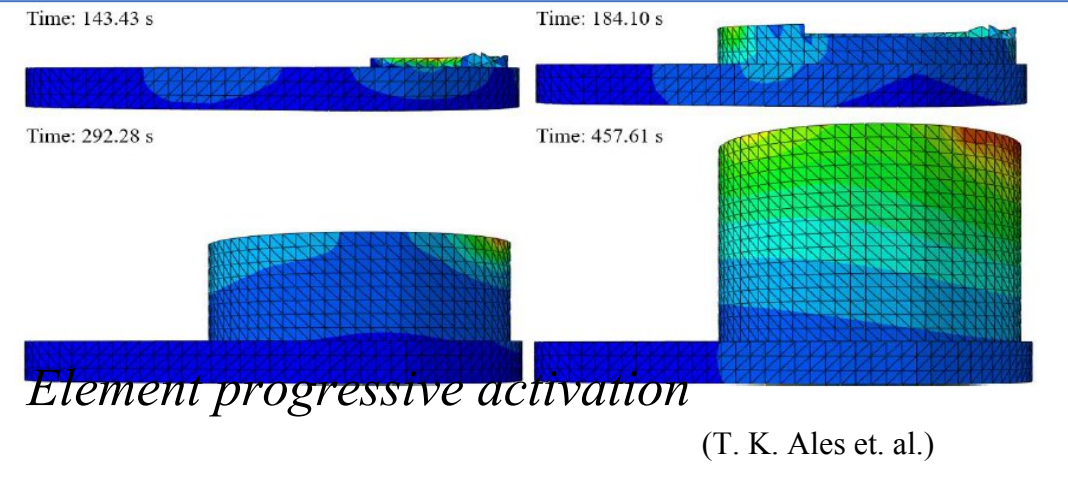 Time: 143.43 s
Time: 184.10 s
Time: 292.28 s
Time: 457.61 s
Element progressive activation
(T. K. Ales et. al.)